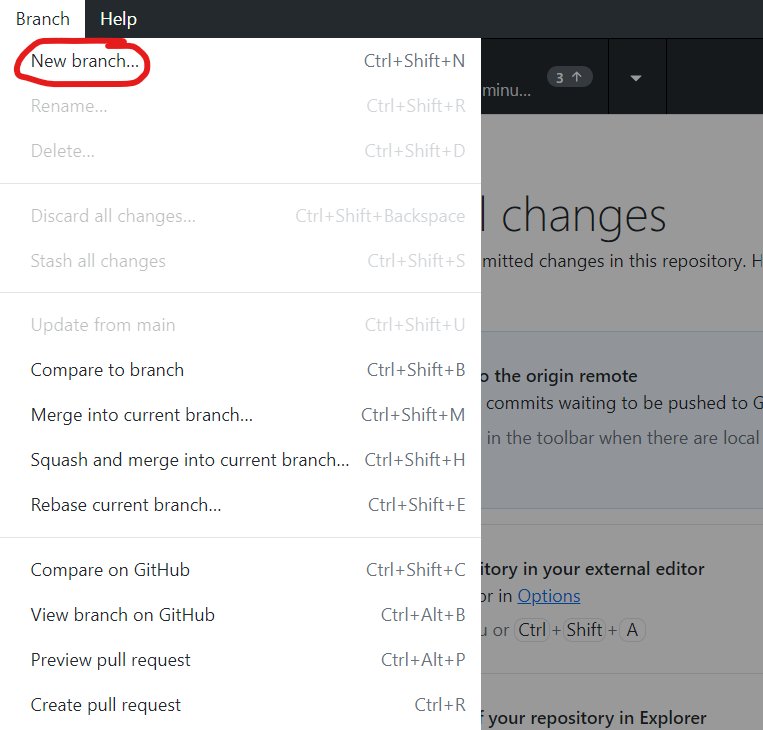 Branch Help
New branch... Ctrl+Shift+N
minu... 3 ↑
Rename... Ctrl+Shift+R
Delete... Ctrl+Shift+D
Discard all changes... Ctrl+Shift+Backspace
changes
Stash all changes Ctrl+Shift+S
mitted changes in this repository. H
Update from main Ctrl+Shift+U
Compare to branch Ctrl+Shift+B
o the origin remote
Merge into current branch... Ctrl+Shift+M
commits waiting to be pushed to G
in the toolbar when there are local
Squash and merge into current branch... Ctrl+Shift+H
Rebase current branch... Ctrl+Shift+E
Compare on GitHub Ctrl+Shift+C
itory in your external editor
or in Options
View branch on GitHub Ctrl+Alt+B
u or Ctrl + Shift + A
Preview pull request Ctrl+Alt+P
Create pull request Ctrl+R
f your repository in Explorer